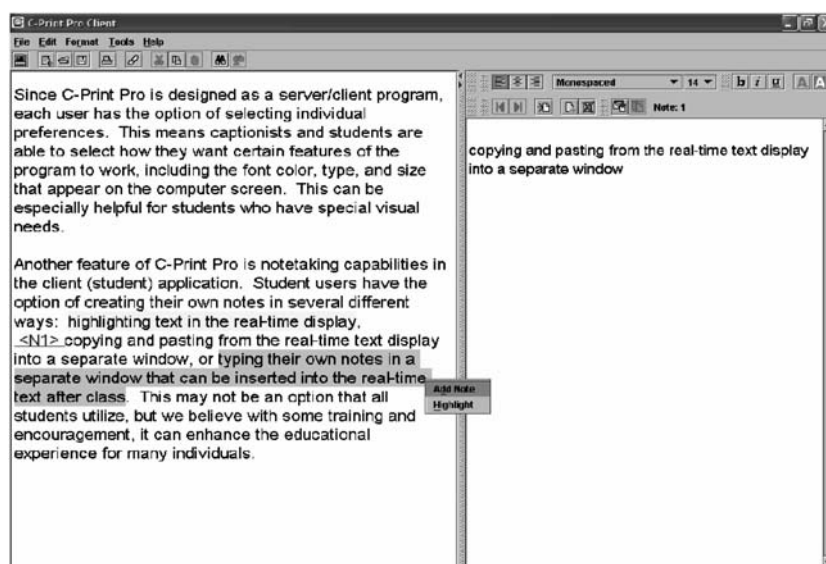 C-Print Pro Client
File Edit Format Tools Help
Monospaced 14 b i u A A
Note: 1
Since C-Print Pro is designed as a server/client program,
each user has the option of selecting individual
preferences. This means captionists and students are
able to select how they want certain features of the
program to work, including the font color, type, and size
that appear on the computer screen. This can be
especially helpful for students who have special visual
needs.
Another feature of C-Print Pro is notetaking capabilities in
the client (student) application. Student users have the
option of creating their own notes in several different
ways: highlighting text in the real-time display,
<N1> copying and pasting from the real-time text display
into a separate window, or typing their own notes in a
separate window that can be inserted into the real-time
text after class. This may not be an option that all
students utilize, but we believe with some training and
encouragement, it can enhance the educational
experience for many individuals.
Add Note
Highlight
copying and pasting from the real-time text display
into a separate window